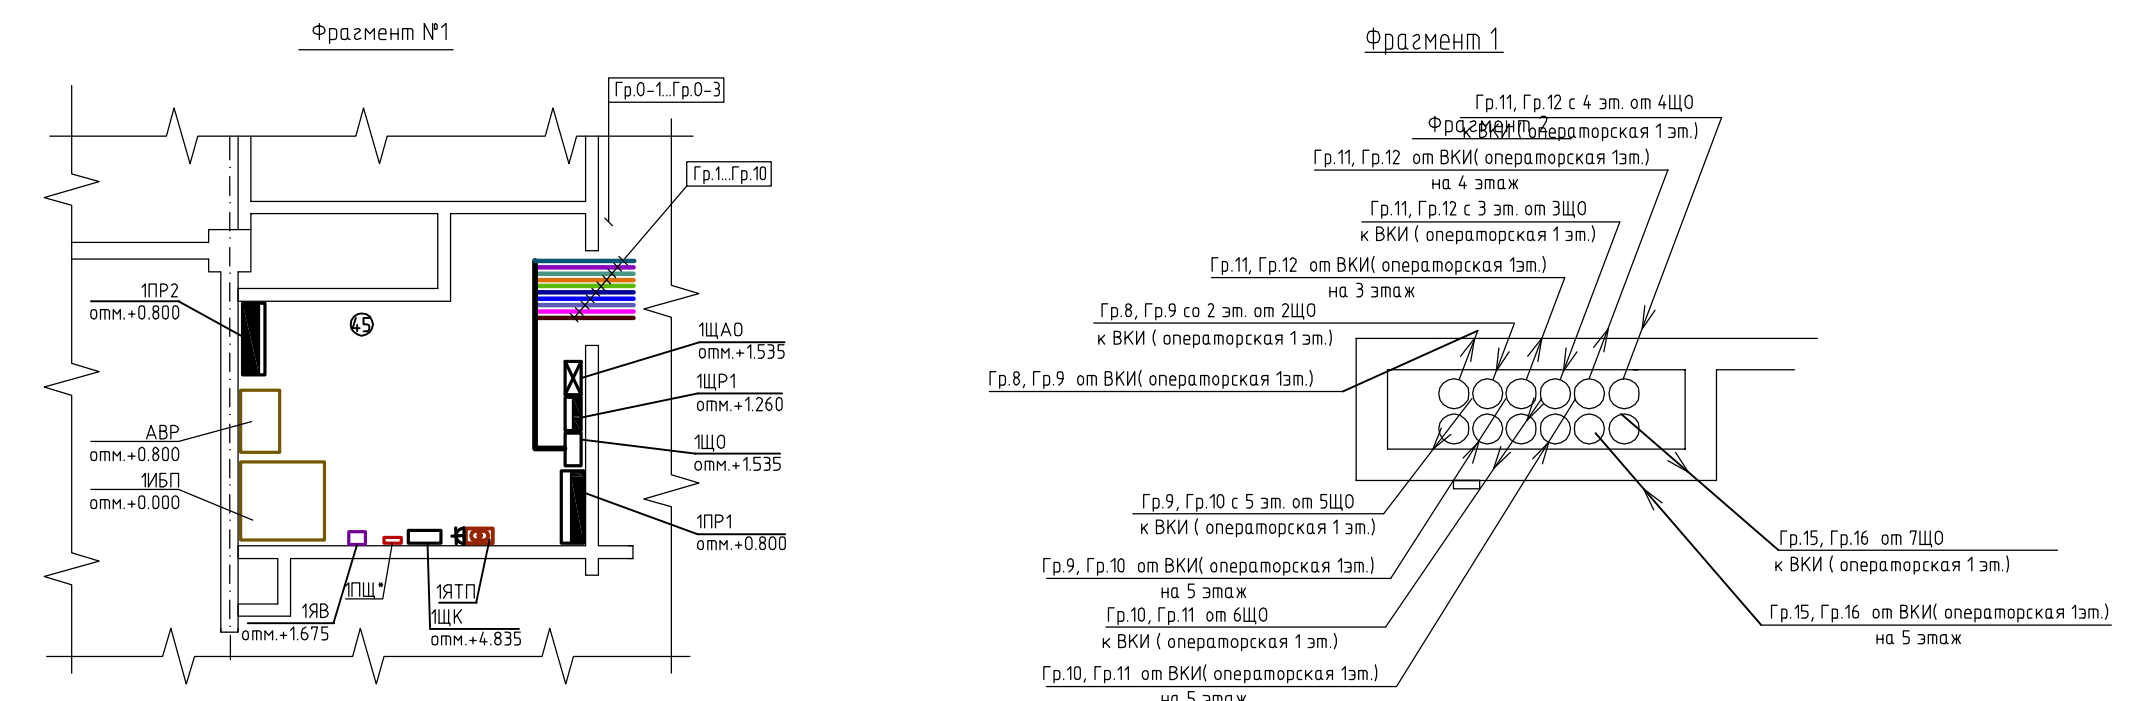 Фрагмент №1
Гр.0-1...Гр.0-3
Гр.1...Гр.10
1ПР2
отм.+0.800
45
1ЩАО
отм.+1.535
1ЩР1
отм.+1.260
АВР
отм.+0.800
1ЩО
отм.+1.535
1ИБП
отм.+0.000
1ПР1
отм.+0.800
1ПЩ*
1ЯТП
1ЯВ
отм.+1.675
1ЩК
отм.+4.835
Фрагмент 1
Гр.11, Гр.12 с 4 эт. от 4ЩО
Фрагмент 2
к ВКИ ( операторская 1 эт.)
Гр.11, Гр.12 от ВКИ( операторская 1эт.)
на 4 этаж
Гр.11, Гр.12 с 3 эт. от 3ЩО
к ВКИ ( операторская 1 эт.)
Гр.11, Гр.12 от ВКИ( операторская 1эт.)
на 3 этаж
Гр.8, Гр.9 со 2 эт. от 2ЩО
к ВКИ ( операторская 1 эт.)
Гр.8, Гр.9 от ВКИ( операторская 1эт.)
Гр.9, Гр.10 с 5 эт. от 5ЩО
к ВКИ ( операторская 1 эт.)
Гр.9, Гр.10 от ВКИ( операторская 1эт.)
на 5 этаж
Гр.10, Гр.11 от 6ЩО
к ВКИ ( операторская 1 эт.)
Гр.10, Гр.11 от ВКИ( операторская 1эт.)
на 5 этаж
Гр.15, Гр.16 от 7ЩО
к ВКИ ( операторская 1 эт.)
Гр.15, Гр.16 от ВКИ( операторская 1эт.)
на 5 этаж